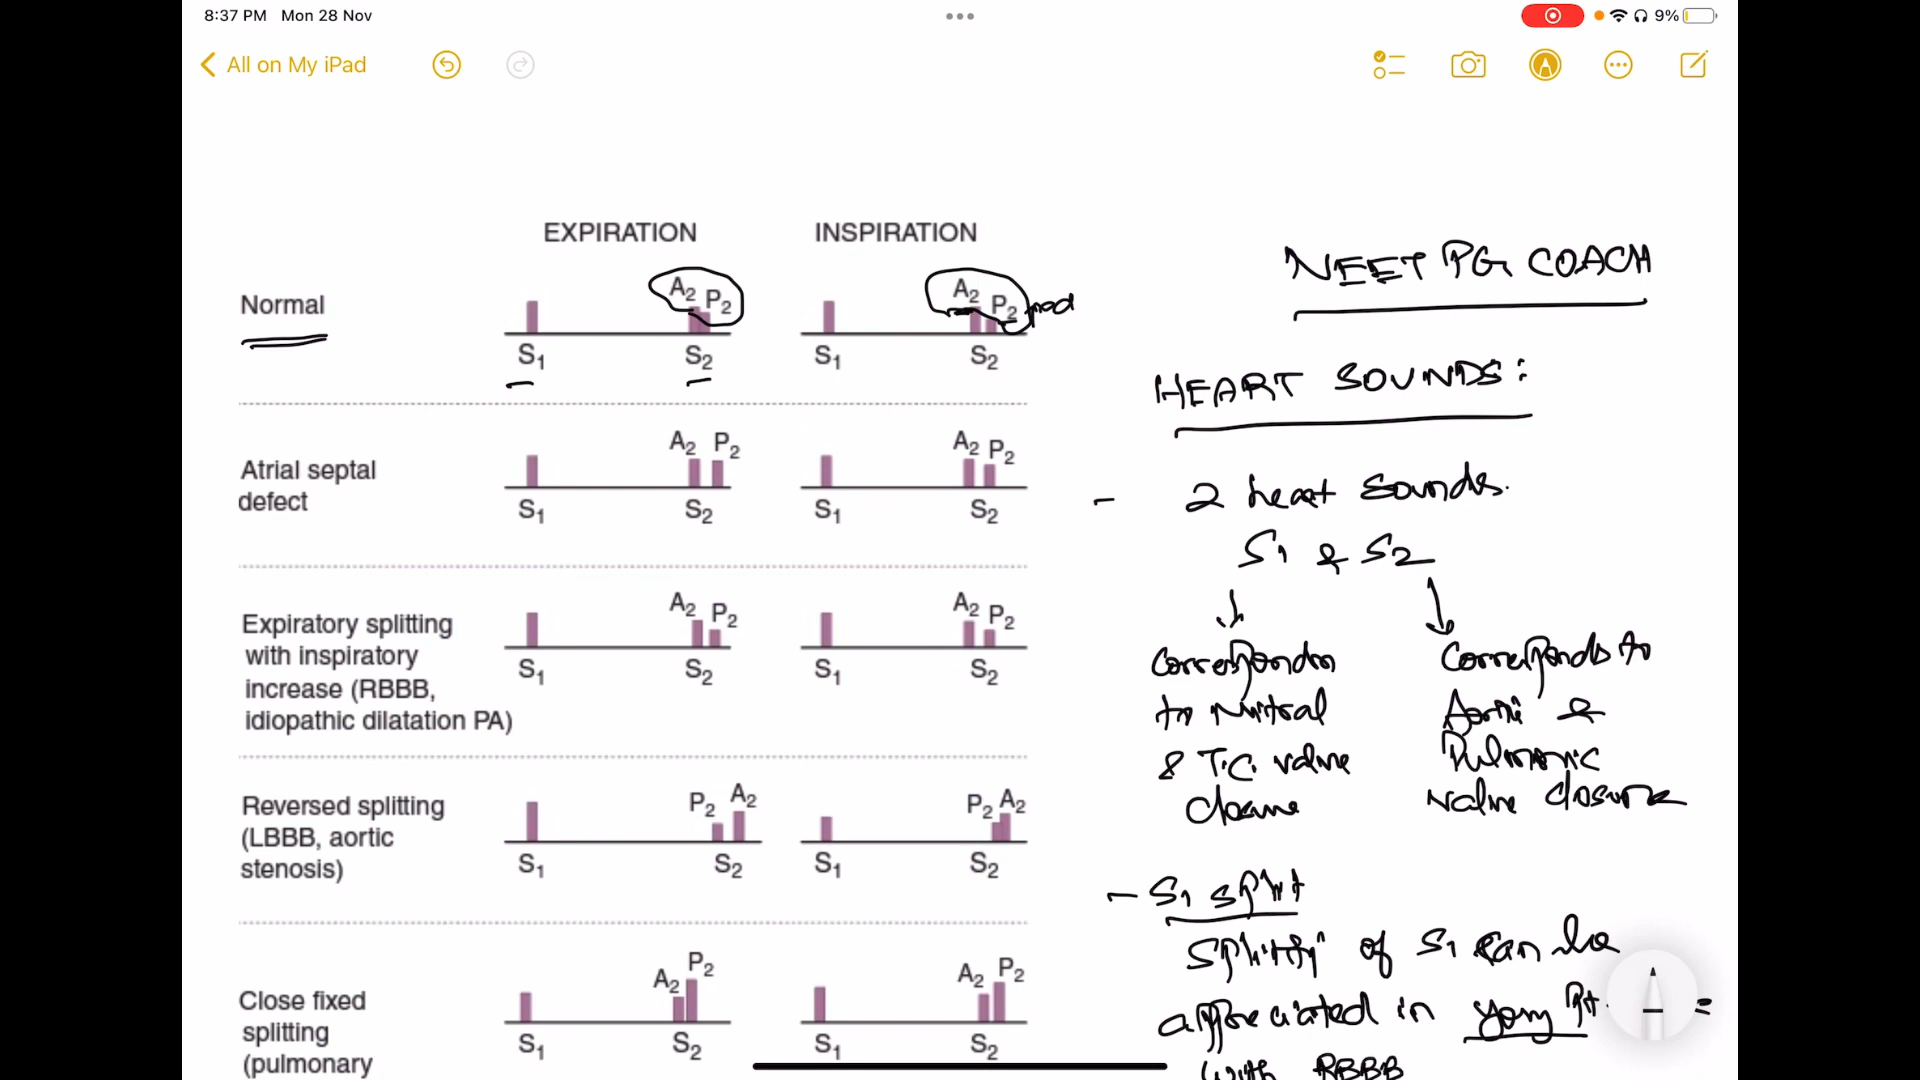 8:37 PM Mon 28 Nov
9%
All on My iPad
EXPIRATION INSPIRATION
Normal
A2 P2
S1 S2
A2 P2
S1 S2
Atrial septal
defect
A2 P2
S1 S2
A2 P2
S1 S2
Expiratory splitting
with inspiratory
increase (RBBB,
idiopathic dilatation PA)
A2 P2
S1 S2
A2 P2
S1 S2
Reversed splitting
(LBBB, aortic
stenosis)
P2 A2
S1 S2
P2 A2
S1 S2
Close fixed
splitting
(pulmonary
A2 P2
S1 S2
A2 P2
S1 S2
NEET PG COACH
HEART SOUNDS:
- 2 heart sounds.
S1 & S2
to Mitral
& T.C. valve
Corresponds to
Aortic &
Pulmonic
valve closure
- S1 split
of S1 can be
appreciated in young Pt. =
with RBBB